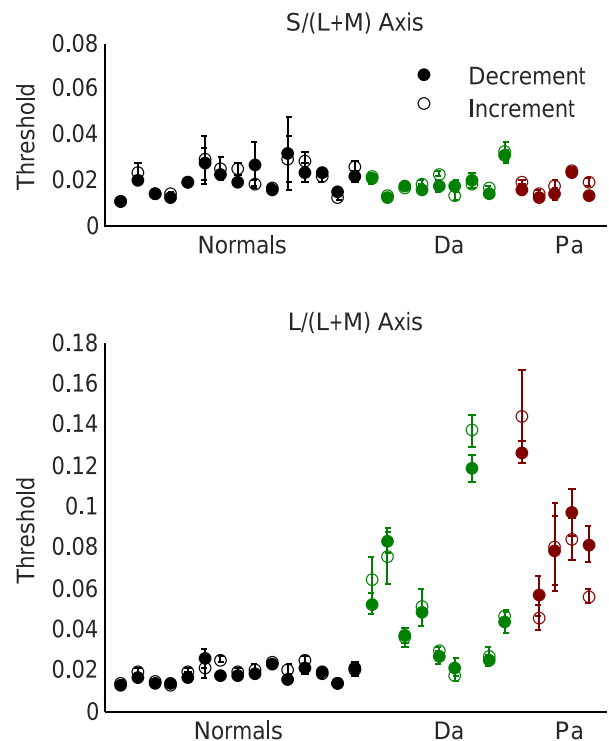 S/(L+M) Axis
0.08
0.06
0.04
0.02
0
Threshold
Decrement
Increment
Normals
Da
Pa
L/(L+M) Axis
0.18
0.16
0.14
0.12
0.1
0.08
0.06
0.04
0.02
0
Threshold
Normals
Da
Pa